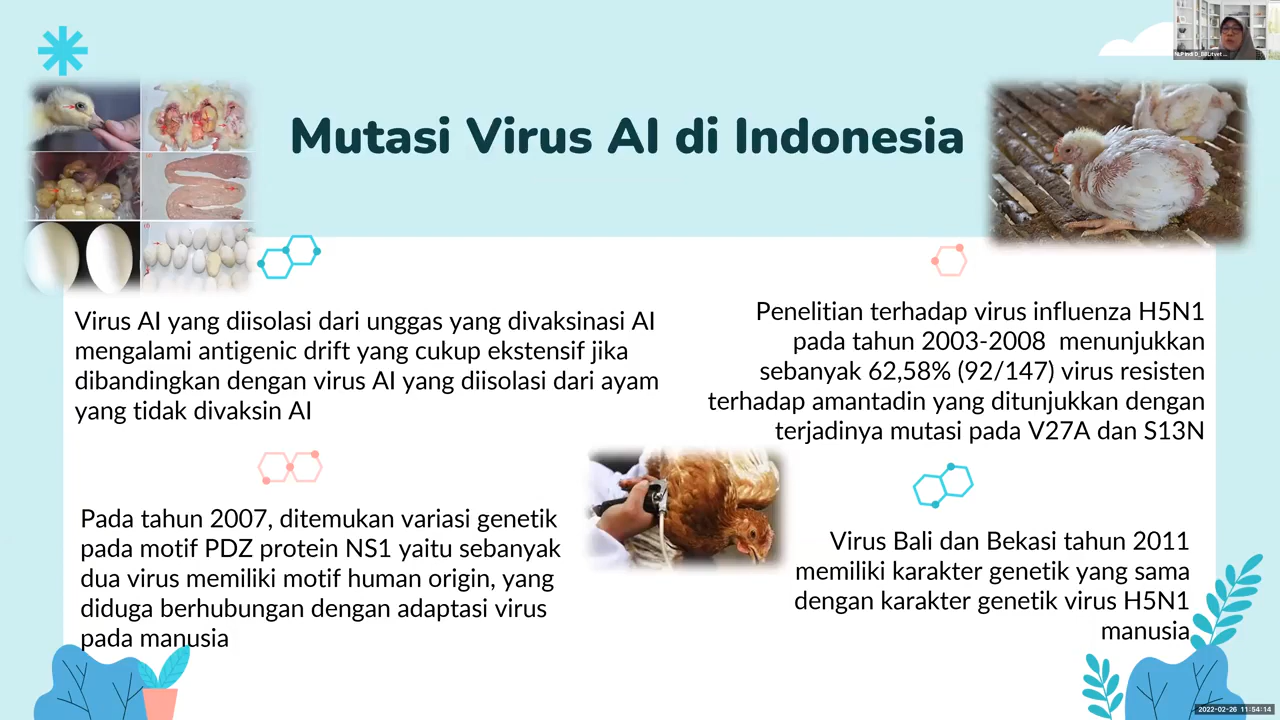 Mutasi Virus AI di Indonesia
Virus AI yang diisolasi dari unggas yang divaksinasi AI
mengalami antigenic drift yang cukup ekstensif jika
dibandingkan dengan virus AI yang diisolasi dari ayam
yang tidak divaksin AI
Penelitian terhadap virus influenza H5N1
pada tahun 2003-2008 menunjukkan
sebanyak 62,58% (92/147) virus resisten
terhadap amantadin yang ditunjukkan dengan
terjadinya mutasi pada V27A dan S13N
Pada tahun 2007, ditemukan variasi genetik
pada motif PDZ protein NS1 yaitu sebanyak
dua virus memiliki motif human origin, yang
diduga berhubungan dengan adaptasi virus
pada manusia
Virus Bali dan Bekasi tahun 2011
memiliki karakter genetik yang sama
dengan karakter genetik virus H5N1
manusia
2022-02-26 11:54:14